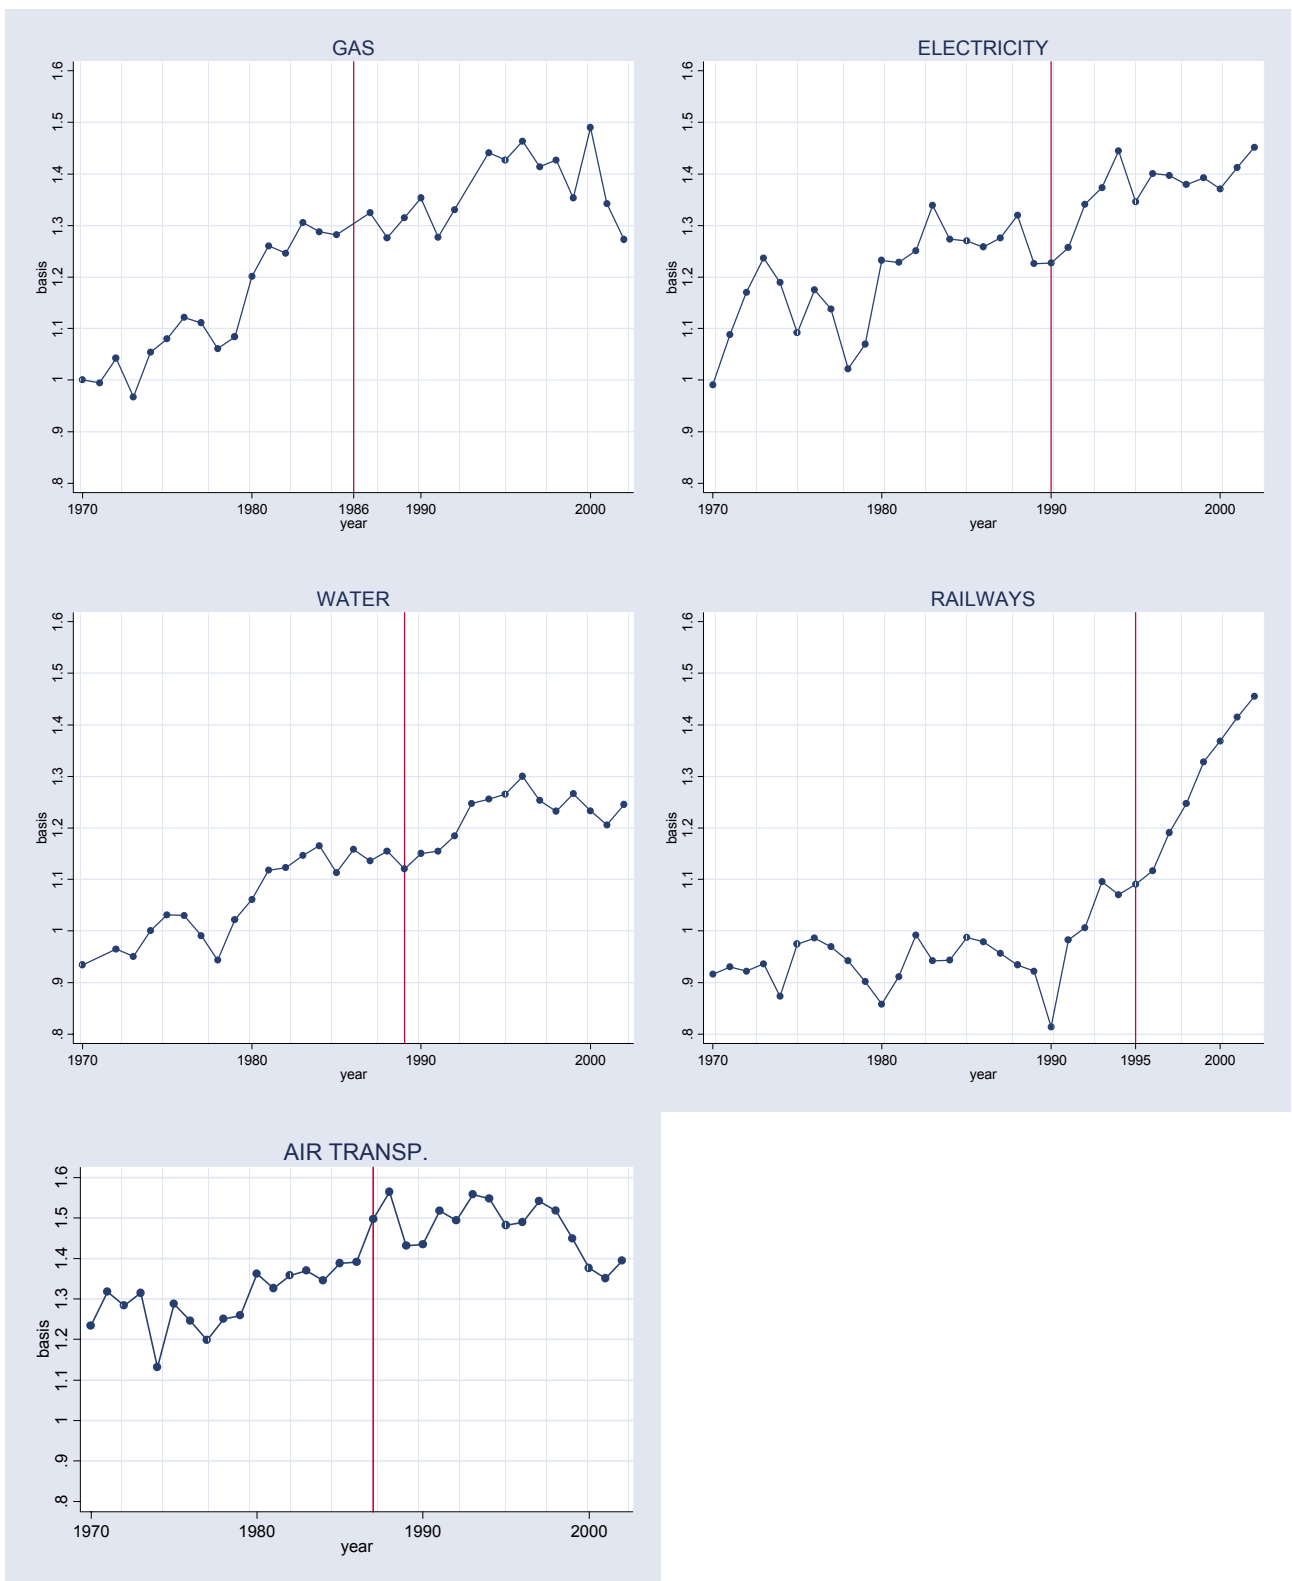 GAS
1.6
1.5
1.4
1.3
1.2
1.1
1
.9
.8
basis
1970 1980 1986 1990 2000
year
ELECTRICITY
1.6
1.5
1.4
1.3
1.2
1.1
1
.9
.8
basis
1970 1980 1990 2000
year
WATER
1.6
1.5
1.4
1.3
1.2
1.1
1
.9
.8
basis
1970 1980 1990 2000
year
RAILWAYS
1.6
1.5
1.4
1.3
1.2
1.1
1
.9
.8
basis
1970 1980 1990 1995 2000
year
AIR TRANSP.
1.6
1.5
1.4
1.3
1.2
1.1
1
.9
.8
basis
1970 1980 1990 2000
year